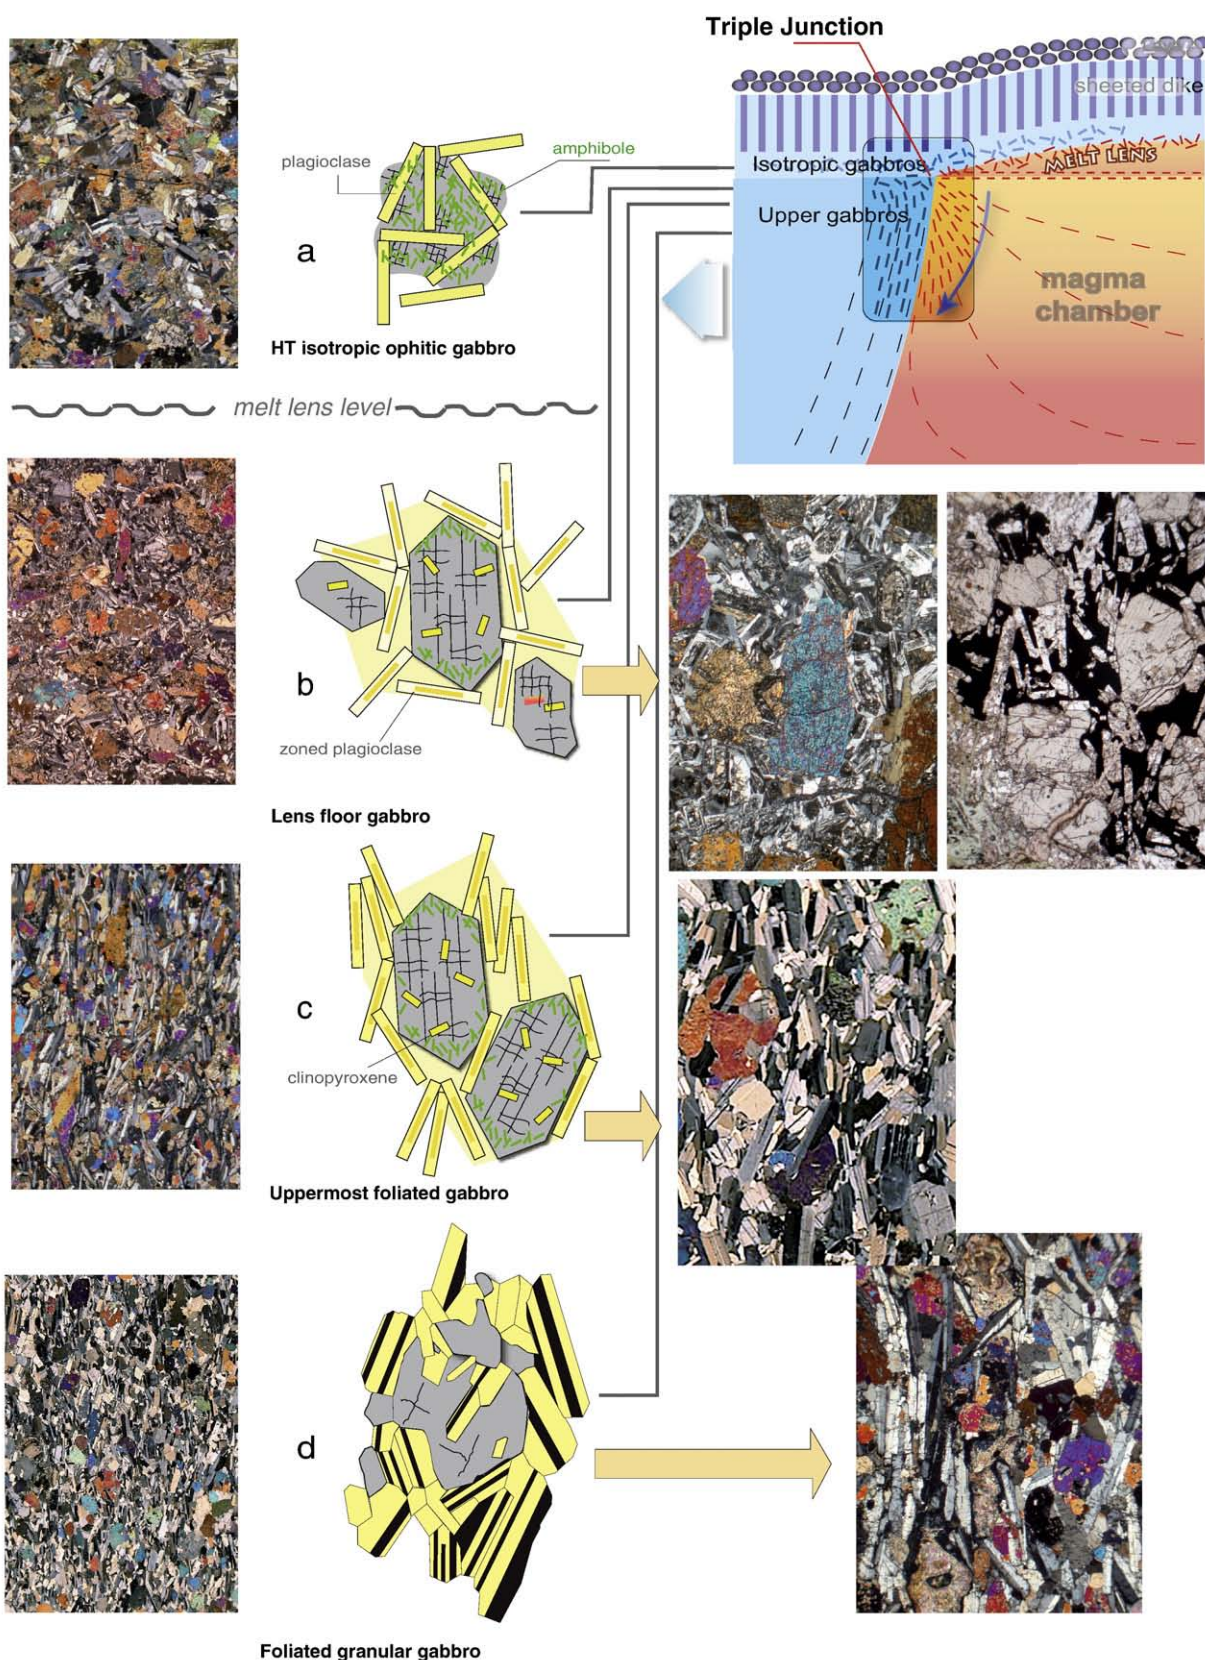 Triple Junction
sheeted dike
Isotropic gabbros
MELT LENS
Upper gabbros
magma
chamber
plagioclase
amphibole
a
HT isotropic ophitic gabbro
melt lens level
b
zoned plagioclase
Lens floor gabbro
c
clinopyroxene
Uppermost foliated gabbro
d
Foliated granular gabbro